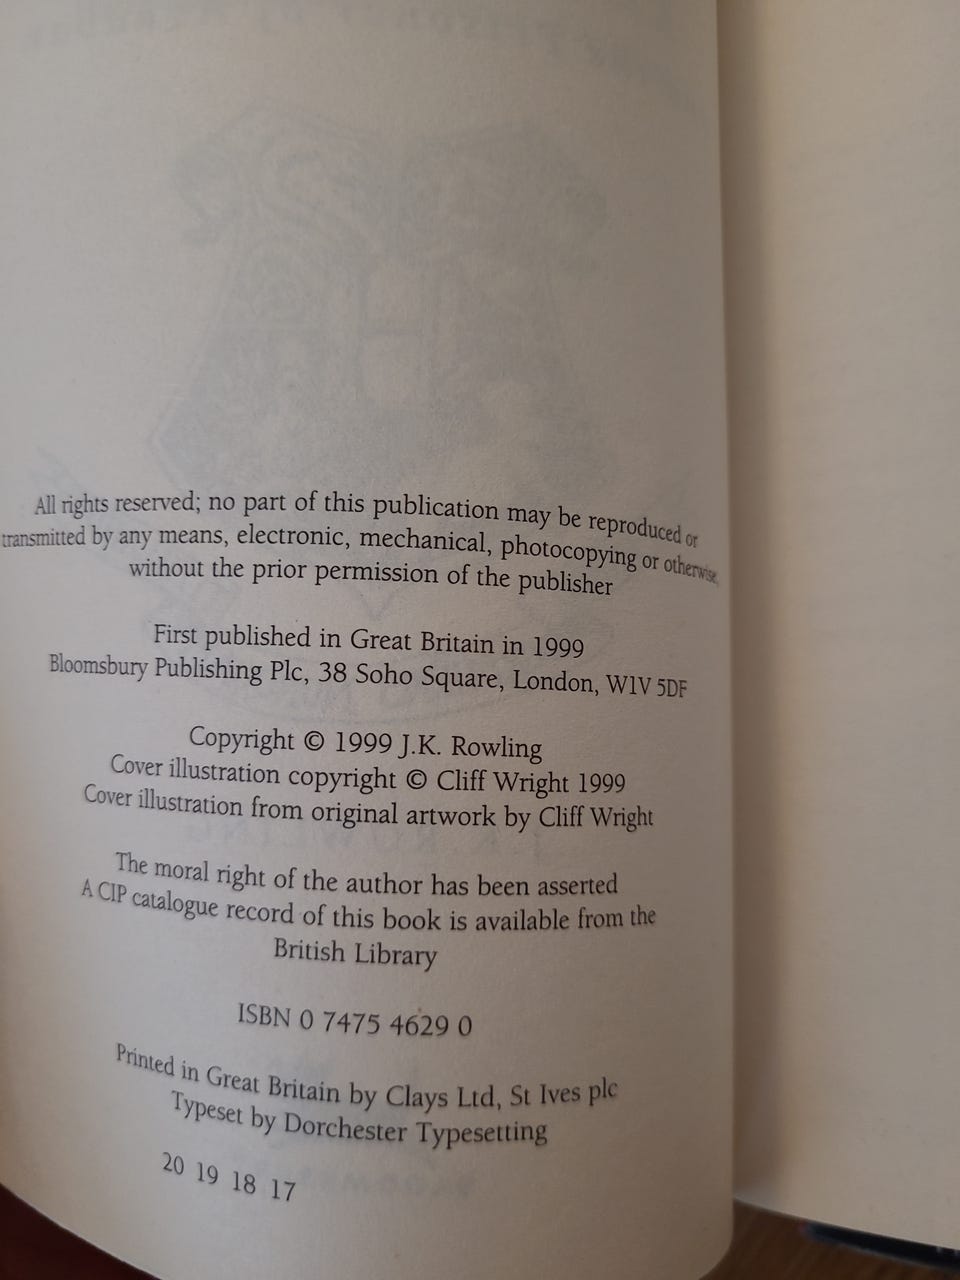 All rights reserved; no part of this publication may be reproduced or
transmitted by any means, electronic, mechanical, photocopying or otherwise,
without the prior permission of the publisher
First published in Great Britain in 1999
Bloomsbury Publishing Plc, 38 Soho Square, London, W1V 5DF
Copyright © 1999 J.K. Rowling
Cover illustration copyright © Cliff Wright 1999
Cover illustration from original artwork by Cliff Wright
The moral right of the author has been asserted
A CIP catalogue record of this book is available from the
British Library
ISBN 0 7475 4629 0
Printed in Great Britain by Clays Ltd, St Ives plc
Typeset by Dorchester Typesetting
20 19 18 17